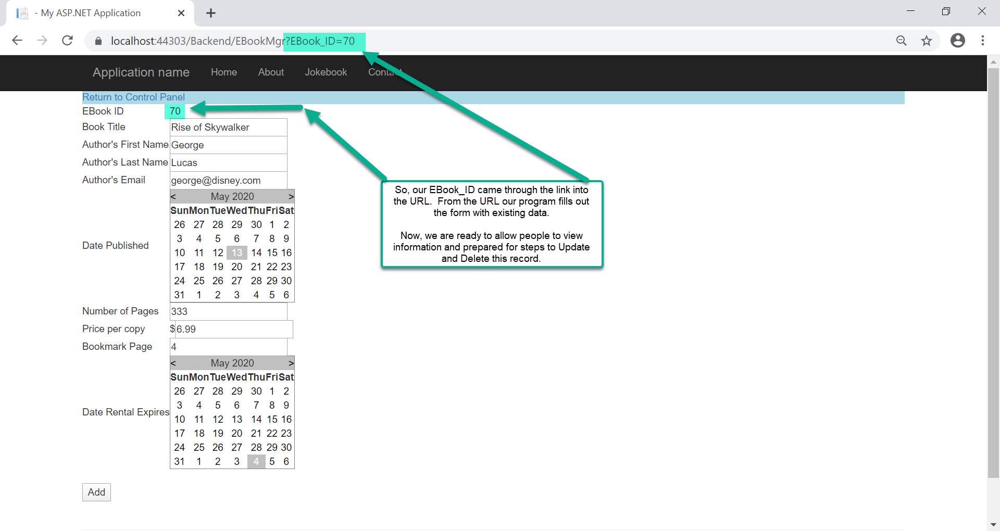 - My ASP.NET Application
localhost:44303/Backend/EBookMgr?EBook_ID=70
Application name Home About Jokebook Contact
Return to Control Panel
EBook ID 70
Book Title Rise of Skywalker
Author's First Name George
Author's Last Name Lucas
Author's Email george@disney.com
So, our EBook_ID came through the link into
the URL.  From the URL our program fills out
the form with existing data.
Now, we are ready to allow people to view
information and prepared for steps to Update
and Delete this record.
Date Published
< May 2020 >
Sun Mon Tue Wed Thu Fri Sat
26 27 28 29 30 1 2
3 4 5 6 7 8 9
10 11 12 13 14 15 16
17 18 19 20 21 22 23
24 25 26 27 28 29 30
31 1 2 3 4 5 6
Number of Pages 333
Price per copy $6.99
Bookmark Page 4
Date Rental Expires
< May 2020 >
Sun Mon Tue Wed Thu Fri Sat
26 27 28 29 30 1 2
3 4 5 6 7 8 9
10 11 12 13 14 15 16
17 18 19 20 21 22 23
24 25 26 27 28 29 30
31 1 2 3 4 5 6
Add